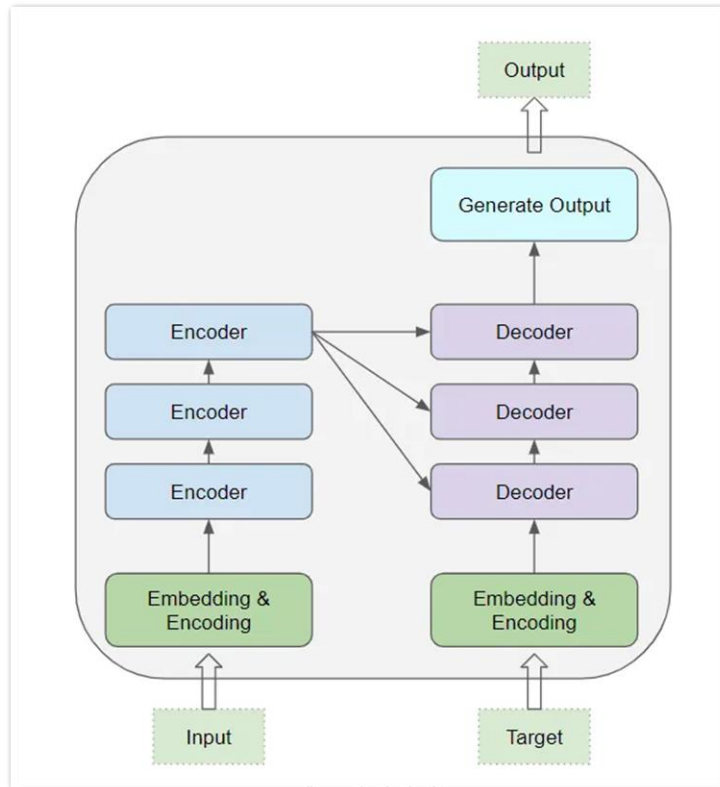 Output
Generate Output
Encoder
Decoder
Encoder
Decoder
Encoder
Decoder
Embedding &
Encoding
Embedding &
Encoding
Input
Target